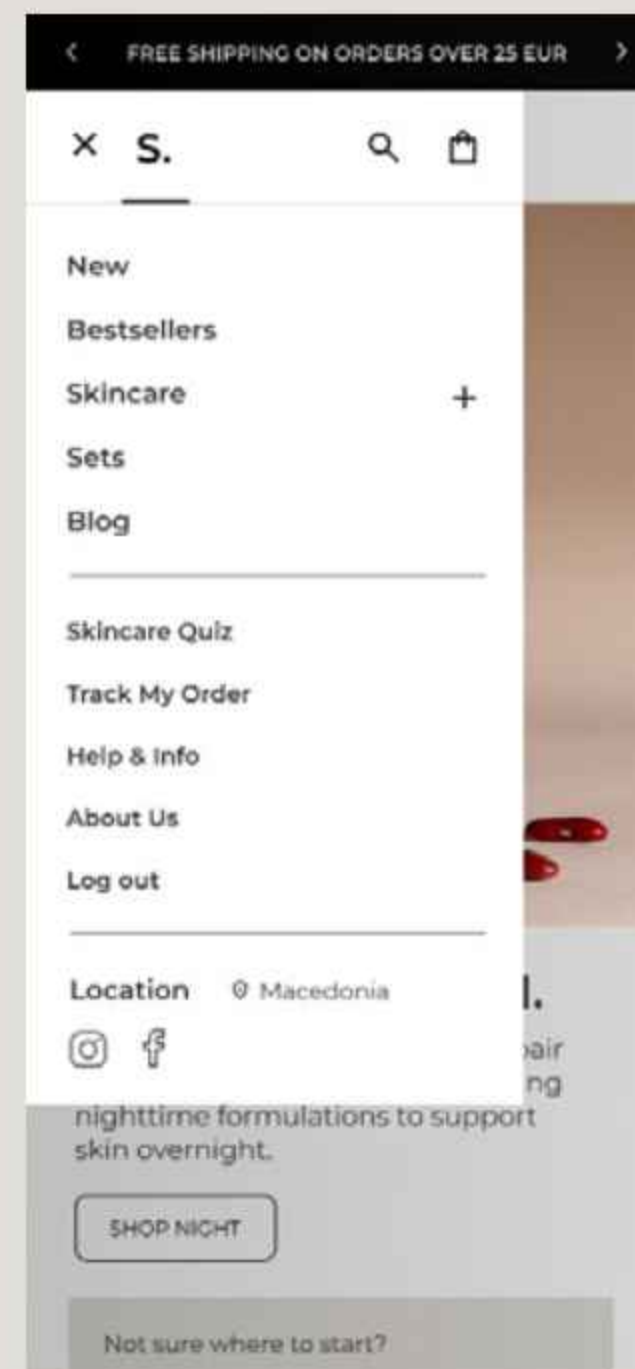 FREE SHIPPING ON ORDERS OVER 25 EUR
S.
New
Bestsellers
Skincare
Sets
Blog
Skincare Quiz
Track My Order
Help & Info
About Us
Log out
Location Macedonia
nighttime formulations to support
skin overnight.
SHOP NIGHT
Not sure where to start?